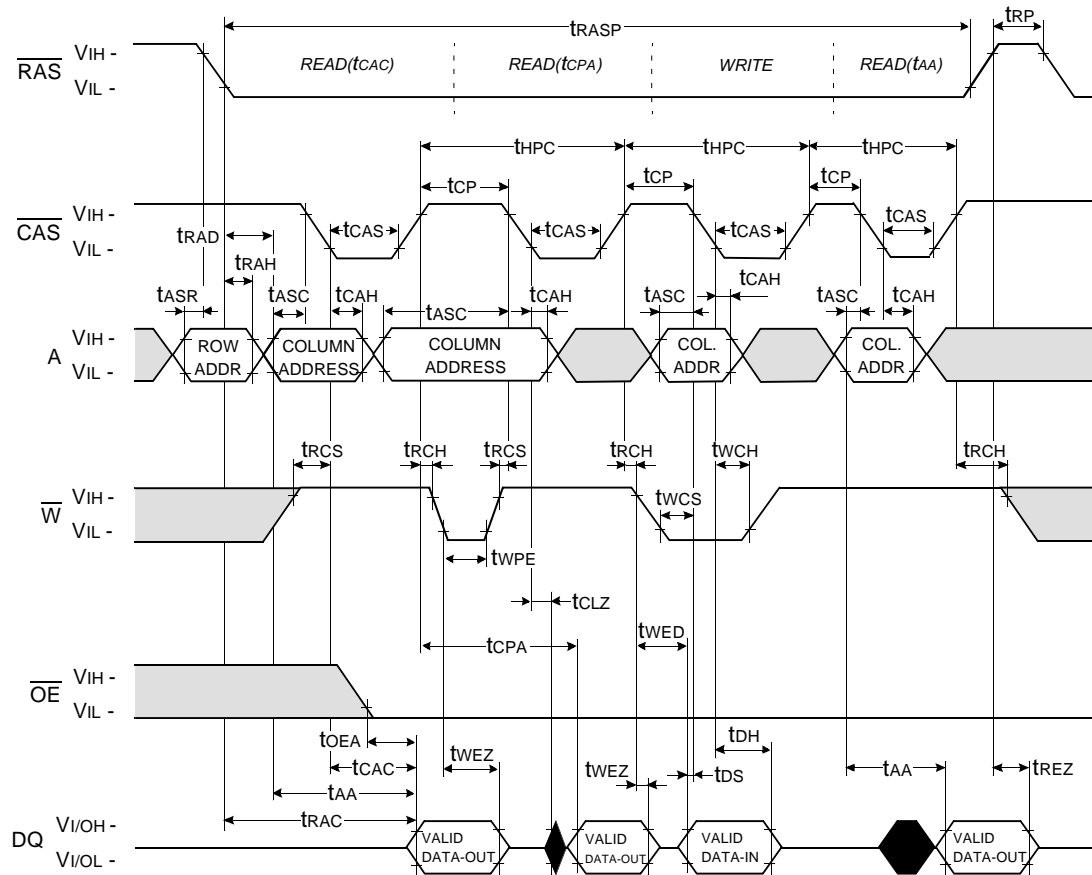 tRASP
tRP
RAS
VIH -
VIL -
READ(tCAC)
READ(tCPA)
WRITE
READ(tAA)
tHPC
tHPC
tHPC
tCP
tCP
tCP
CAS
VIH -
VIL -
tCAS
tCAS
tCAS
tCAS
tRAD
tRAH
tASR
tASC
tCAH
tASC
tCAH
tASC
tCAH
tASC
tCAH
A
VIH -
VIL -
ROW
ADDR
COLUMN
ADDRESS
COLUMN
ADDRESS
COL.
ADDR
COL.
ADDR
tRCS
tRCH
tRCS
tRCH
tWCH
tRCH
W
VIH -
VIL -
tWCS
tWPE
tCLZ
tCPA
tWED
OE
VIH -
VIL -
tOEA
tCAC
tAA
tRAC
tWEZ
tWEZ
tDH
tDS
tAA
tREZ
DQ
VI/OH -
VI/OL -
VALID
DATA-OUT
VALID
DATA-OUT
VALID
DATA-IN
VALID
DATA-OUT